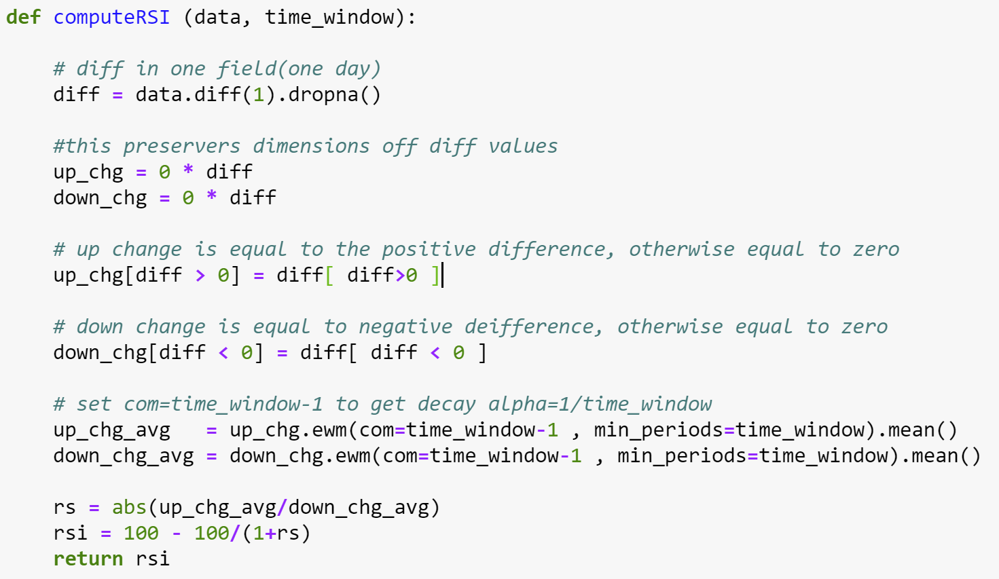 def computeRSI (data, time_window):
# diff in one field(one day)
diff = data.diff(1).dropna()
#this preservers dimensions off diff values
up_chg = 0 * diff
down_chg = 0 * diff
# up change is equal to the positive difference, otherwise equal to zero
up_chg[diff > 0] = diff[ diff>0 ]
# down change is equal to negative deifference, otherwise equal to zero
down_chg[diff < 0] = diff[ diff < 0 ]
# set com=time_window-1 to get decay alpha=1/time_window
up_chg_avg   = up_chg.ewm(com=time_window-1 , min_periods=time_window).mean()
down_chg_avg = down_chg.ewm(com=time_window-1 , min_periods=time_window).mean()
rs = abs(up_chg_avg/down_chg_avg)
rsi = 100 - 100/(1+rs)
return rsi